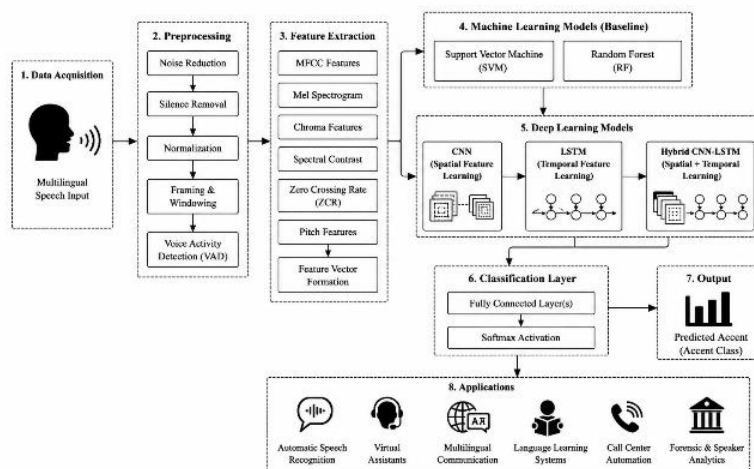 1. Data Acquisition
Multilingual
Speech Input
2. Preprocessing
Noise Reduction
Silence Removal
Normalization
Framing &
Windowing
Voice Activity
Detection (VAD)
3. Feature Extraction
MFCC Features
Mel Spectrogram
Chroma Features
Spectral Contrast
Zero Crossing Rate
(ZCR)
Pitch Features
Feature Vector
Formation
4. Machine Learning Models (Baseline)
Support Vector Machine
(SVM)
Random Forest
(RF)
5. Deep Learning Models
CNN
(Spatial Feature
Learning)
LSTM
(Temporal Feature
Learning)
Hybrid CNN-LSTM
(Spatial + Temporal
Learning)
6. Classification Layer
Fully Connected Layer(s)
Softmax Activation
7. Output
Predicted Accent
(Accent Class)
8. Applications
Automatic Speech
Recognition
Virtual
Assistants
Multilingual
Communication
Language Learning
Systems
Call Center
Automation
Forensic & Speaker
Analytics